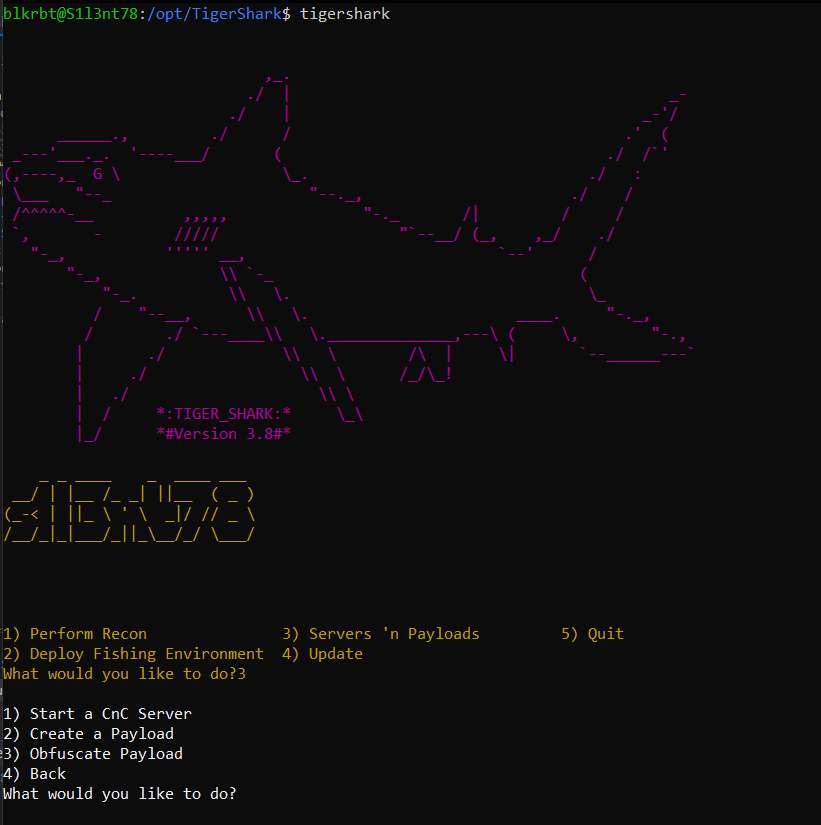 blkrbt@S1l3nt78:/opt/TigerShark$ tigershark
G
*:TIGER_SHARK:*
*#Version 3.8#*
s1l3nt78
1) Perform Recon 3) Servers 'n Payloads 5) Quit
2) Deploy Fishing Environment 4) Update
What would you like to do?3
1) Start a CnC Server
2) Create a Payload
3) Obfuscate Payload
4) Back
What would you like to do?